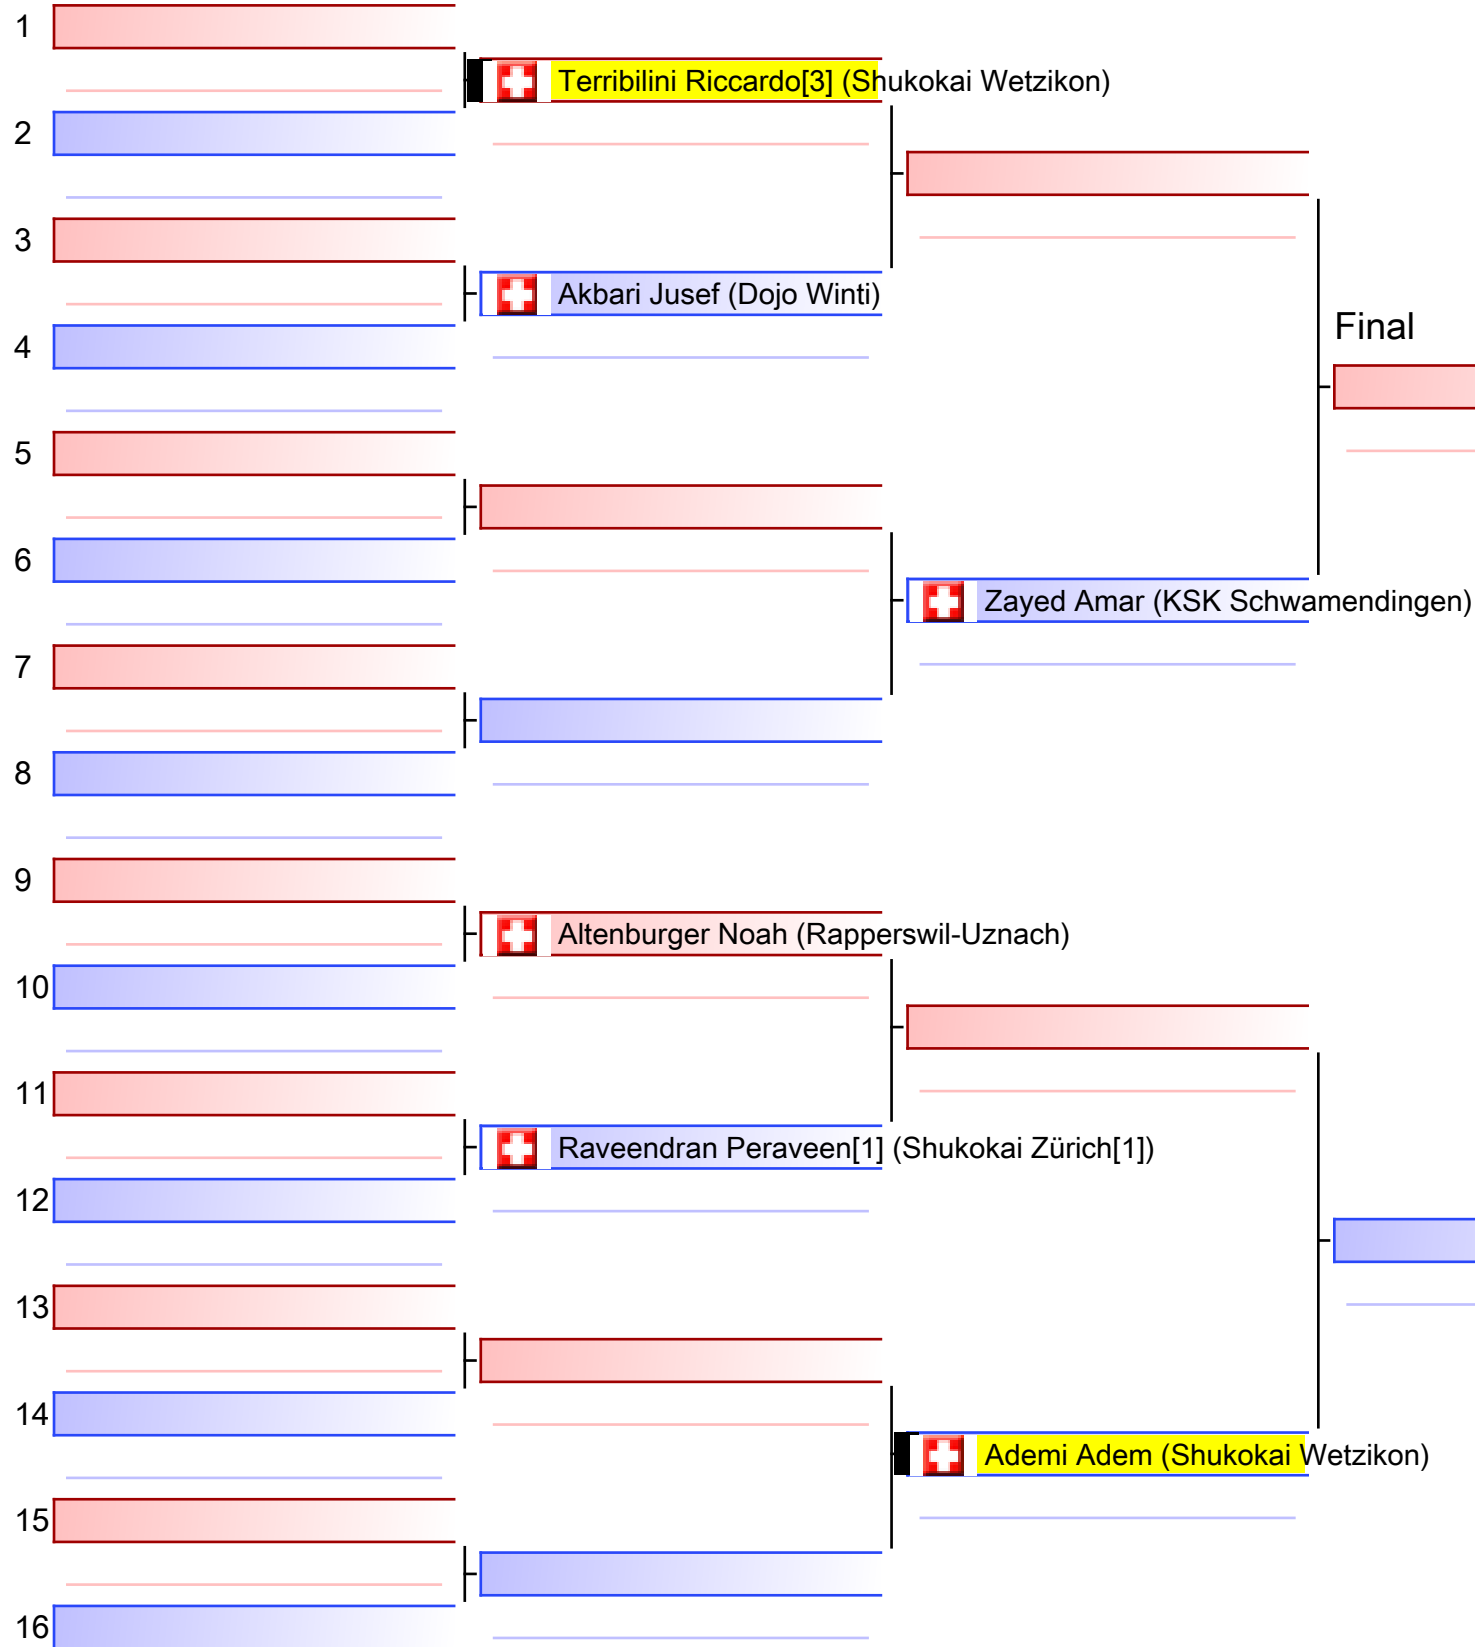 1
Terribilini Riccardo[3] (Shukokai Wetzikon)
2
3
Akbari Jusef (Dojo Winti)
Final
4
5
6
Zayed Amar (KSK Schwamendingen)
7
8
9
Altenburger Noah (Rapperswil-Uznach)
10
11
Raveendran Peraveen[1] (Shukokai Zürich[1])
12
13
14
Ademi Adem (Shukokai Wetzikon)
15
16